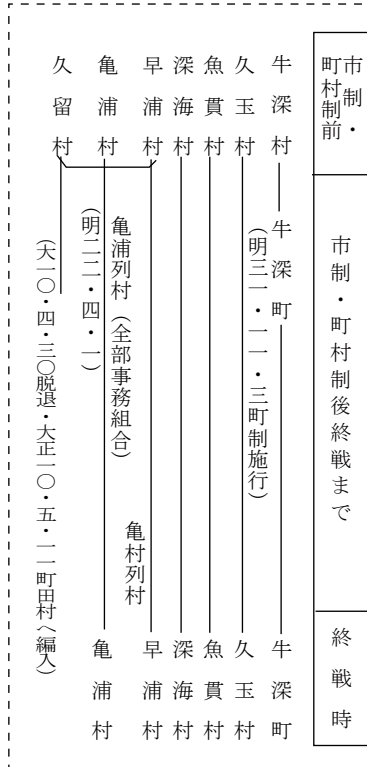 市制・
町村制前
市制・町村制後終戦まで
終戦時
牛深村
牛深町
(明三一・一一・三町制施行)
牛深町
久玉村
久玉村
魚貫村
魚貫村
深海村
深海村
早浦村
亀村列村
早浦村
亀浦列村(全部事務組合)
(明二二・四・一)
亀浦村
亀浦村
久留村
(大一〇・四・三〇脱退・大正一〇・五・一一町田村へ編入)